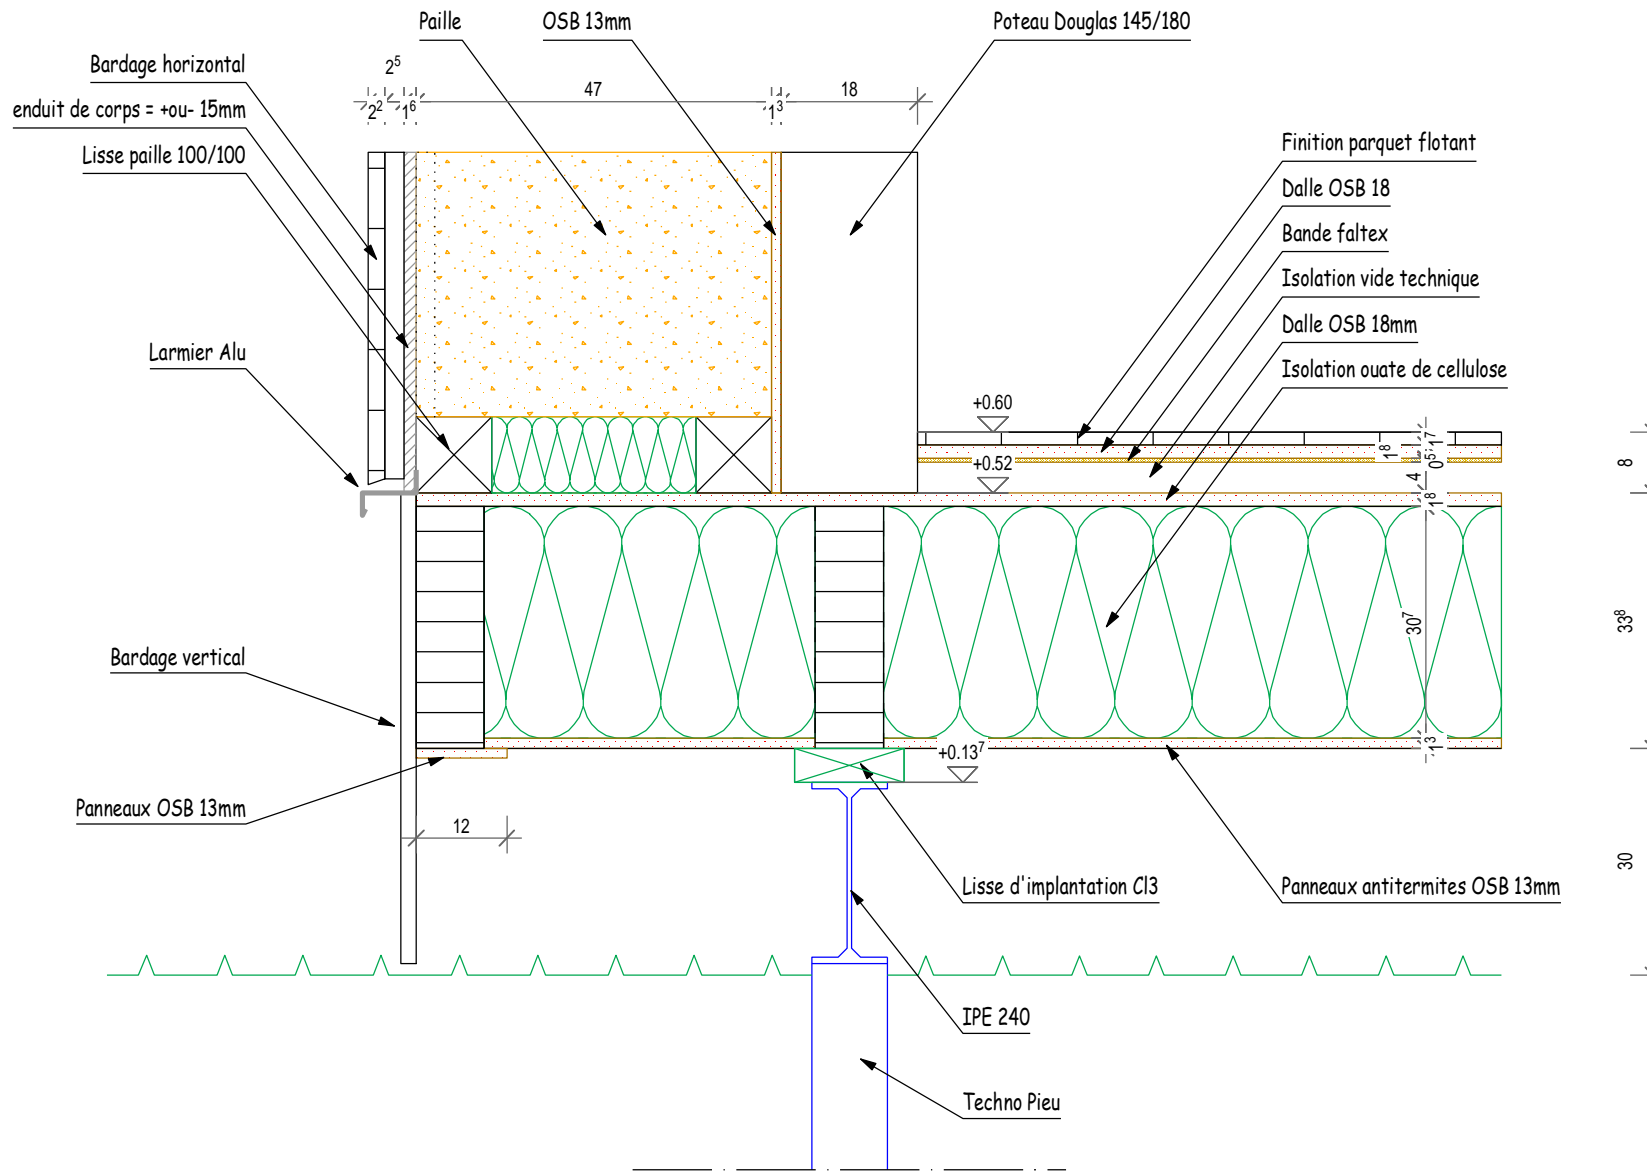 Paille
OSB 13mm
Poteau Douglas 145/180
Bardage horizontal
2⁵
47
18
2²
1⁶
1³
enduit de corps = +ou- 15mm
Lisse paille 100/100
Finition parquet flotant
Dalle OSB 18
Bande faltex
Isolation vide technique
Dalle OSB 18mm
Larmier Alu
Isolation ouate de cellulose
+0.60
1⁷
1⁸
0⁵
8
+0.52
4
1⁸
30⁷
33⁸
Bardage vertical
+0.13⁷
1³
Panneaux OSB 13mm
12
30
Lisse d'implantation Cl3
Panneaux antitermites OSB 13mm
IPE 240
Techno Pieu